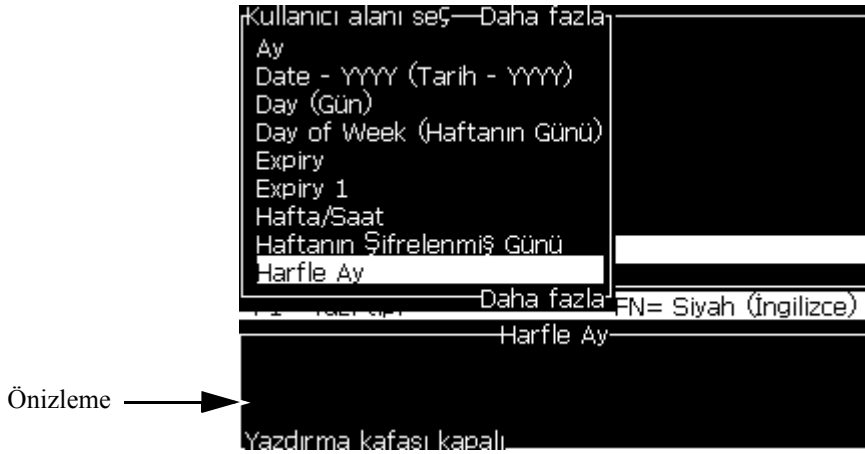 Kullanıcı alanı seç Daha fazla
Ay
Date - YYYY (Tarih - YYYY)
Day (Gün)
Day of Week (Haftanın Günü)
Expiry
Expiry 1
Hafta/Saat
Haftanın Şifrelenmiş Günü
Harfle Ay
Daha fazla
FN= Siyah (İngilizce)
Harfle Ay
Önizleme
Yazdırma kafası kapalı